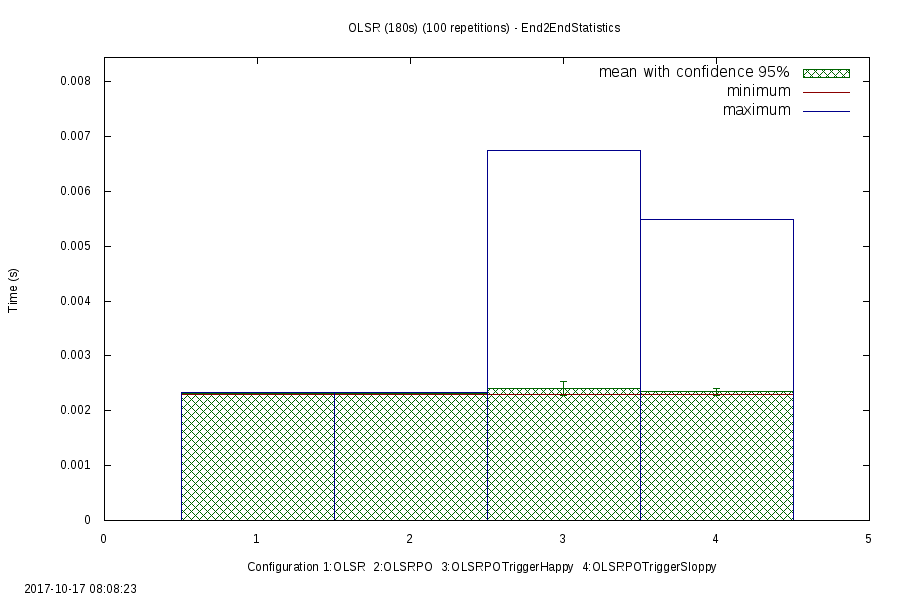 OLSR (180s) (100 repetitions) - End2EndStatistics
mean with confidence 95%
minimum
maximum
0.008
0.007
0.006
0.005
0.004
0.003
0.002
0.001
0
Time (s)
0 1 2 3 4 5
Configuration 1:OLSR 2:OLSRPO 3:OLSRPOTriggerHappy 4:OLSRPOTriggerSloppy
2017-10-17 08:08:23